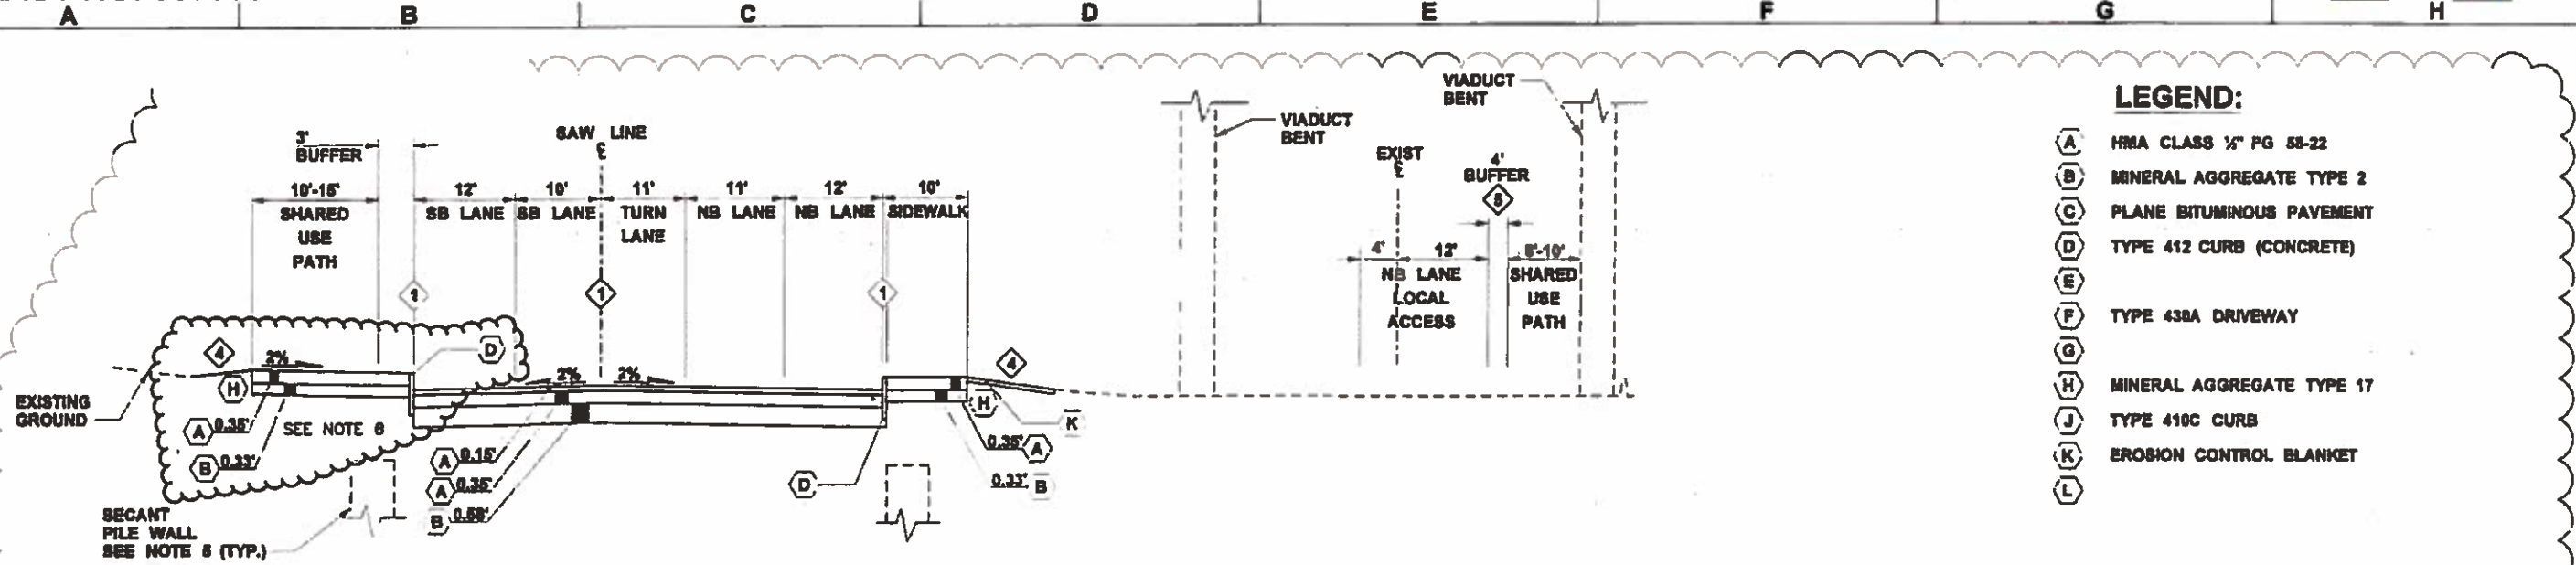 A B C D E F G H
3'
BUFFER
SAW LINE
10'-15'
SHARED
USE
PATH
12'
SB LANE
10'
SB LANE
11'
TURN
LANE
11'
NB LANE
12'
NB LANE
10'
SIDEWALK
VIADUCT
BENT
VIADUCT
BENT
EXIST
4'
BUFFER
5
4'
12'
NB LANE
LOCAL
ACCESS
SHARED
USE
PATH
1
1
4
2%
D
H
2%
2%
4
H
K
EXISTING
GROUND
A 0.35'
SEE NOTE 6
B 0.33'
A 0.15'
A 0.35'
B
D
0.35' A
0.33' B
SECANT
PILE WALL
SEE NOTE 5 (TYP.)
LEGEND:
A HMA CLASS ½" PG 58-22
B MINERAL AGGREGATE TYPE 2
C PLANE BITUMINOUS PAVEMENT
D TYPE 412 CURB (CONCRETE)
E
F TYPE 430A DRIVEWAY
G
H MINERAL AGGREGATE TYPE 17
J TYPE 410C CURB
K EROSION CONTROL BLANKET
L